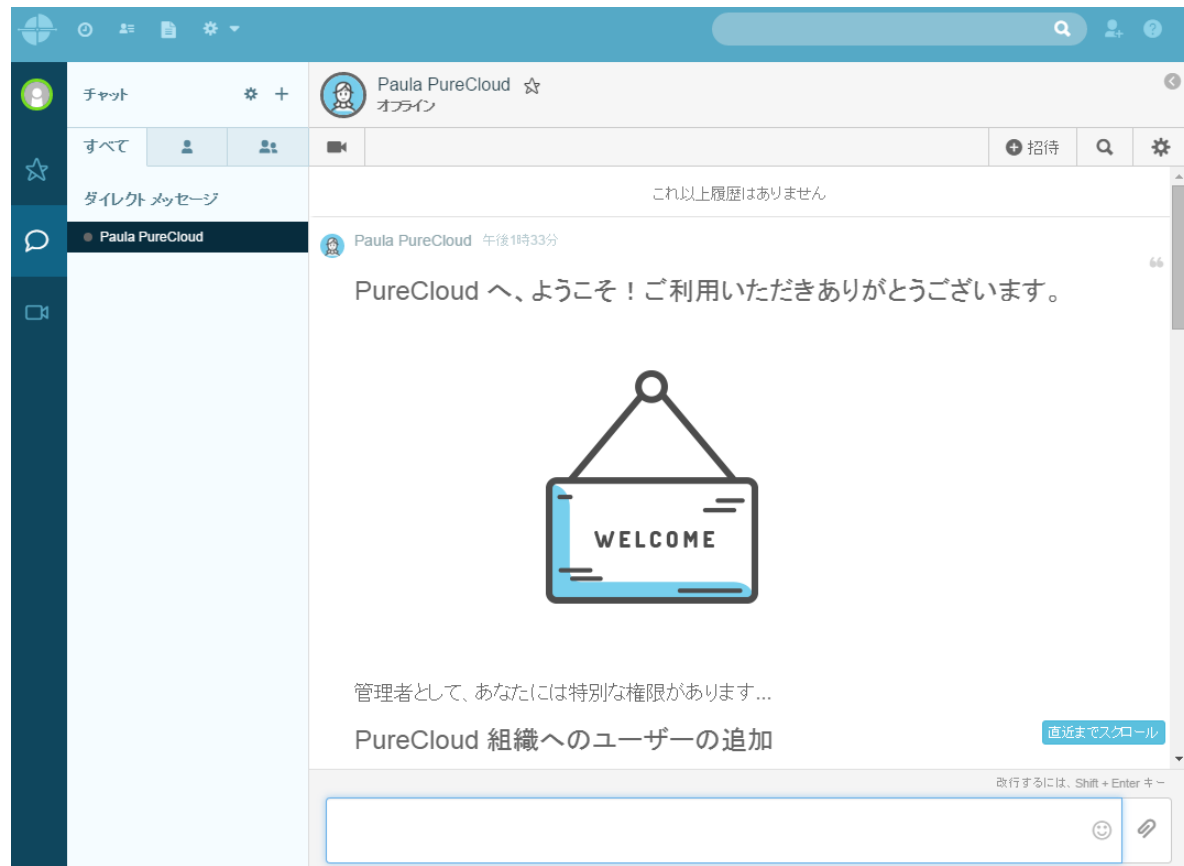 チャット
Paula PureCloud
オフライン
すべて
招待
ダイレクト メッセージ
Paula PureCloud
これ以上履歴はありません
Paula PureCloud 午後1時33分
PureCloud へ、ようこそ！ご利用いただきありがとうございます。
WELCOME
管理者として、あなたには特別な権限があります...
PureCloud 組織へのユーザーの追加
直近までスクロール
改行するには、Shift + Enter キー